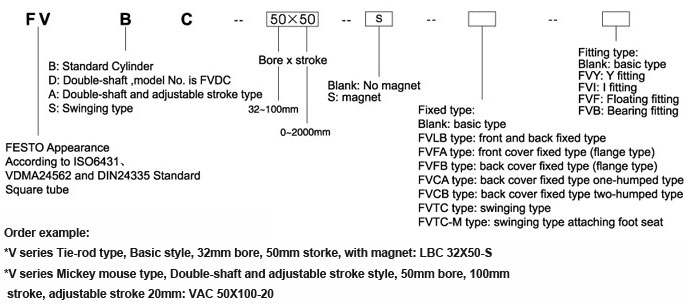 FV B C -- 50×50 -- S -- --
B: Standard Cylinder
D: Double-shaft ,model No. is FVDC
A: Double-shaft and adjustable stroke type
S: Swinging type
Bore x stroke
32~100mm
0~2000mm
Blank: No magnet
S: magnet
Fitting type:
Blank: basic type
FVY: Y fitting
FVI: I fitting
FVF: Floating fitting
FVB: Bearing fitting
Fixed type:
Blank: basic type
FVLB type: front and back fixed type
FVFA type: front cover fixed type (flange type)
FVFB type: back cover fixed type (flange type)
FVCA type: back cover fixed type one-humped type
FVCB type: back cover fixed type two-humped type
FVTC type: swinging type
FVTC-M type: swinging type attaching foot seat
FESTO Appearance
According to ISO6431、
VDMA24562 and DIN24335 Standard
Square tube
Order example:
*V series Tie-rod type, Basic style, 32mm bore, 50mm storke, with magnet: LBC 32X50-S
*V series Mickey mouse type, Double-shaft and adjustable stroke style, 50mm bore, 100mm
stroke, adjustable stroke 20mm: VAC 50X100-20